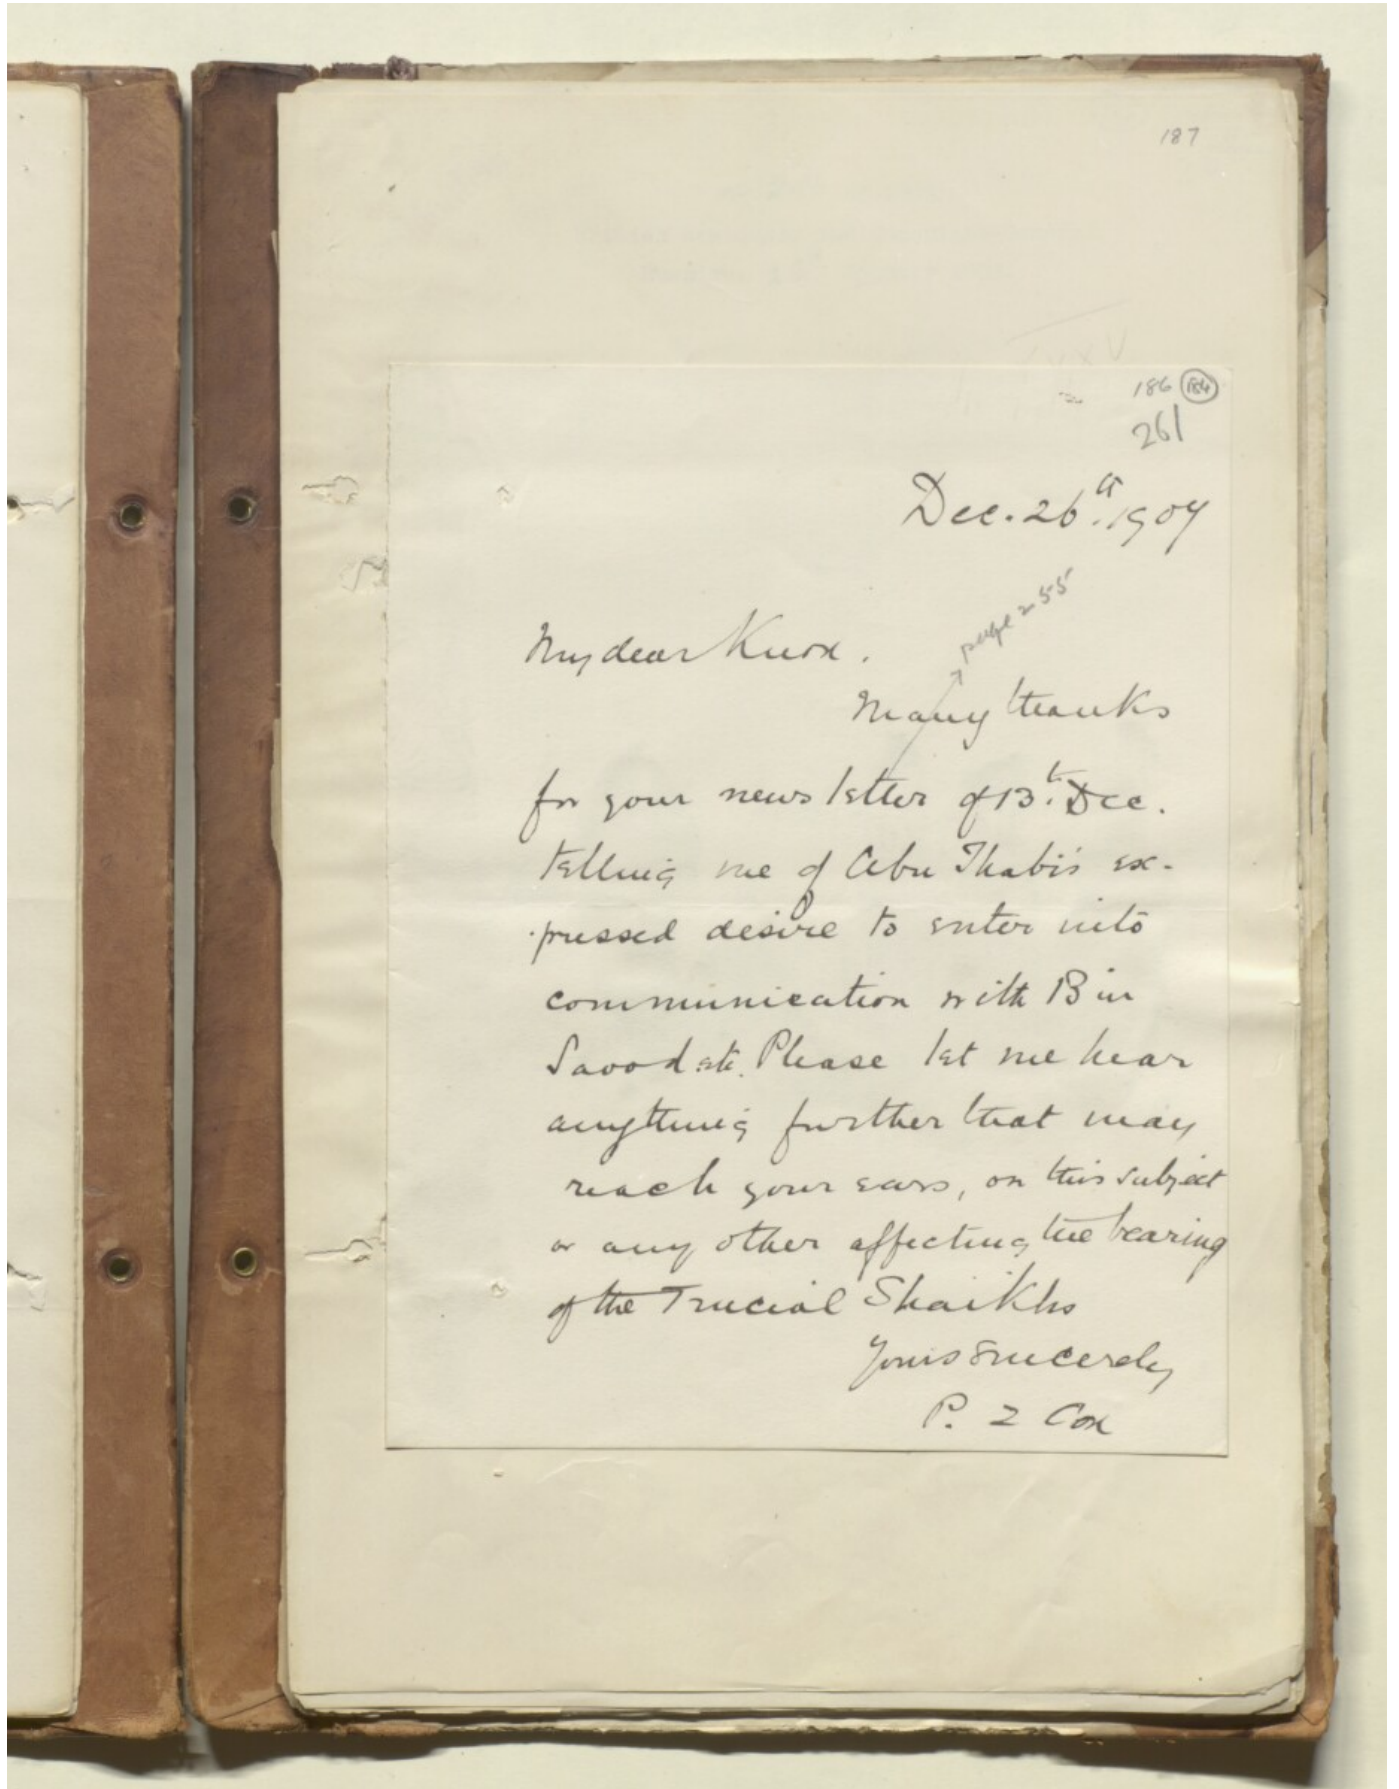 187
186 184
261
Dec. 26th. 1907
page 255
My dear Knox.
Many thanks
for your news letter of 13th. Dec.
telling me of Abu Thabi's ex-
-pressed desire to enter into
communication with Bin
Saood etc. Please let me hear
anything further that may
reach your ears, on this subject
or any other affecting the bearing
of the Trucial Shaikhs
Yours sincerely
P. Z Cox